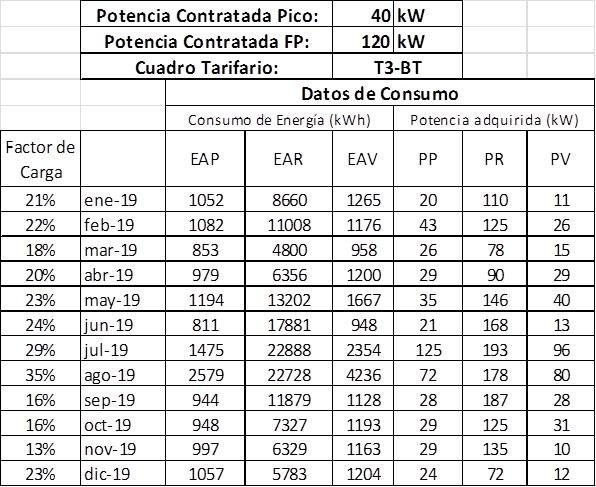 Potencia Contratada Pico: 40 kW
Potencia Contratada FP: 120 kW
Cuadro Tarifario: T3-BT
Datos de Consumo
Consumo de Energía (kWh) Potencia adquirida (kW)
Factor de
Carga EAP EAR EAV PP PR PV
21% ene-19 1052 8660 1265 20 110 11
22% feb-19 1082 11008 1176 43 125 26
18% mar-19 853 4800 958 26 78 15
20% abr-19 979 6356 1200 29 90 29
23% may-19 1194 13202 1667 35 146 40
24% jun-19 811 17881 948 21 168 13
29% jul-19 1475 22888 2354 125 193 96
35% ago-19 2579 22728 4236 72 178 80
16% sep-19 944 11879 1128 28 187 28
16% oct-19 948 7327 1193 29 125 31
13% nov-19 997 6329 1163 29 135 10
23% dic-19 1057 5783 1204 24 72 12